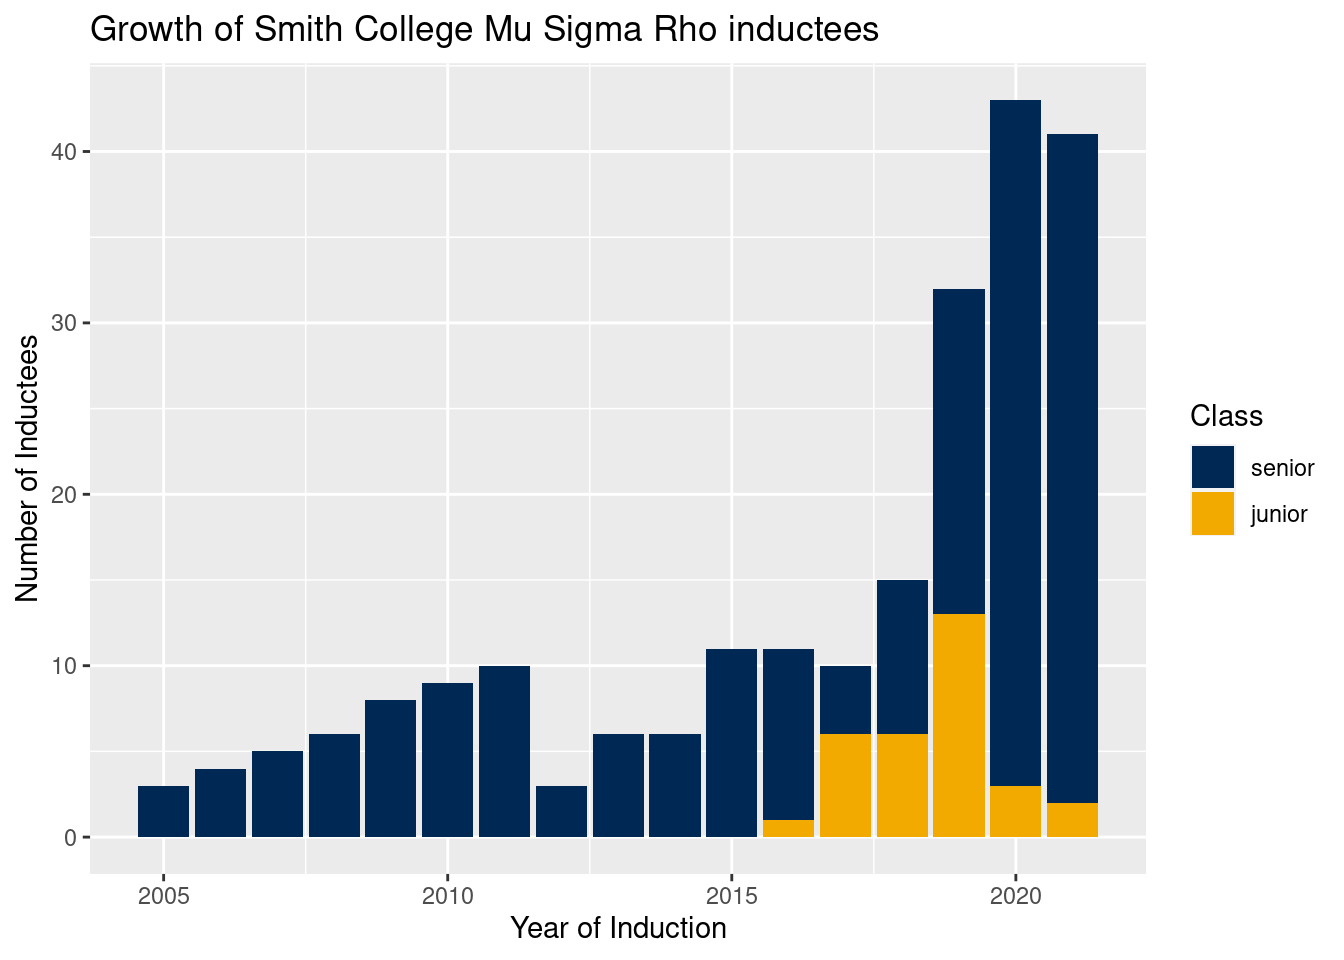 Growth of Smith College Mu Sigma Rho inductees
40
30
20
10
0
Number of Inductees
2005 2010 2015 2020
Year of Induction
Class
senior
junior